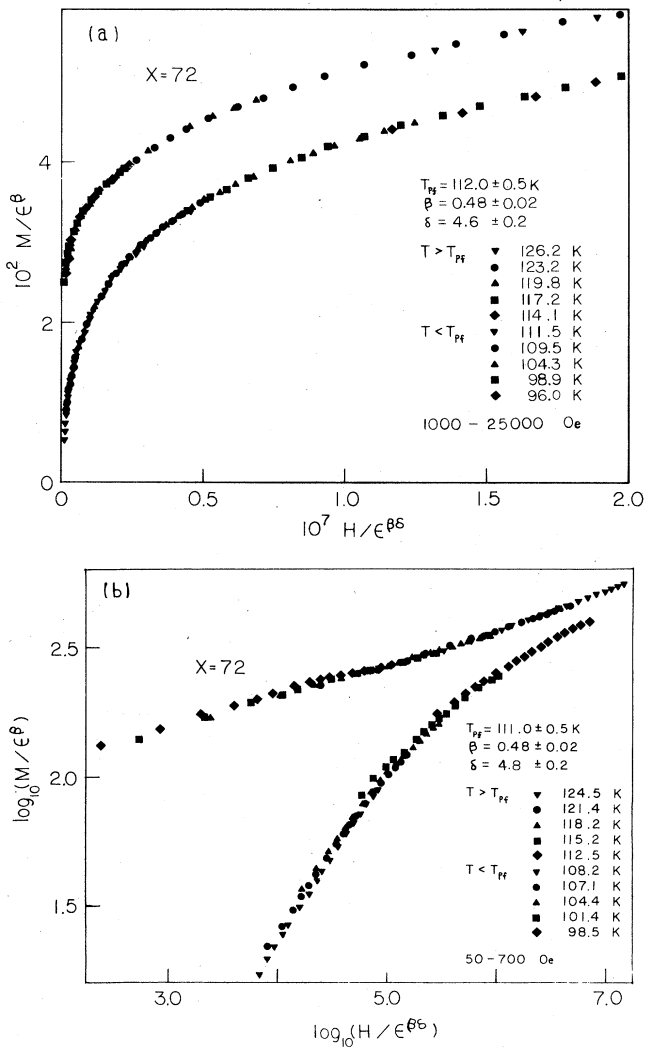 (a)
X=72
4
2
0
10² M/ϵᵝ
T_Pf = 112.0 ± 0.5 K
β = 0.48 ± 0.02
δ = 4.6 ± 0.2
T > T_Pf ▼ 126.2 K
● 123.2 K
▲ 119.8 K
■ 117.2 K
◆ 114.1 K
T < T_Pf ▼ 111.5 K
● 109.5 K
▲ 104.3 K
■ 98.9 K
◆ 96.0 K
1000 – 25000 Oe
0 0.5 1.0 1.5 2.0
10⁷ H/ϵᵝᵟ
(b)
X=72
2.5
2.0
1.5
log₁₀(M/ϵᵝ)
T_Pf = 111.0 ± 0.5 K
β = 0.48 ± 0.02
δ = 4.8 ± 0.2
T > T_Pf ▼ 124.5 K
● 121.4 K
▲ 118.2 K
■ 115.2 K
◆ 112.5 K
T < T_Pf ▼ 108.2 K
● 107.1 K
▲ 104.4 K
■ 101.4 K
◆ 98.5 K
50 – 700 Oe
3.0 5.0 7.0
log₁₀(H/ϵᵝᵟ)